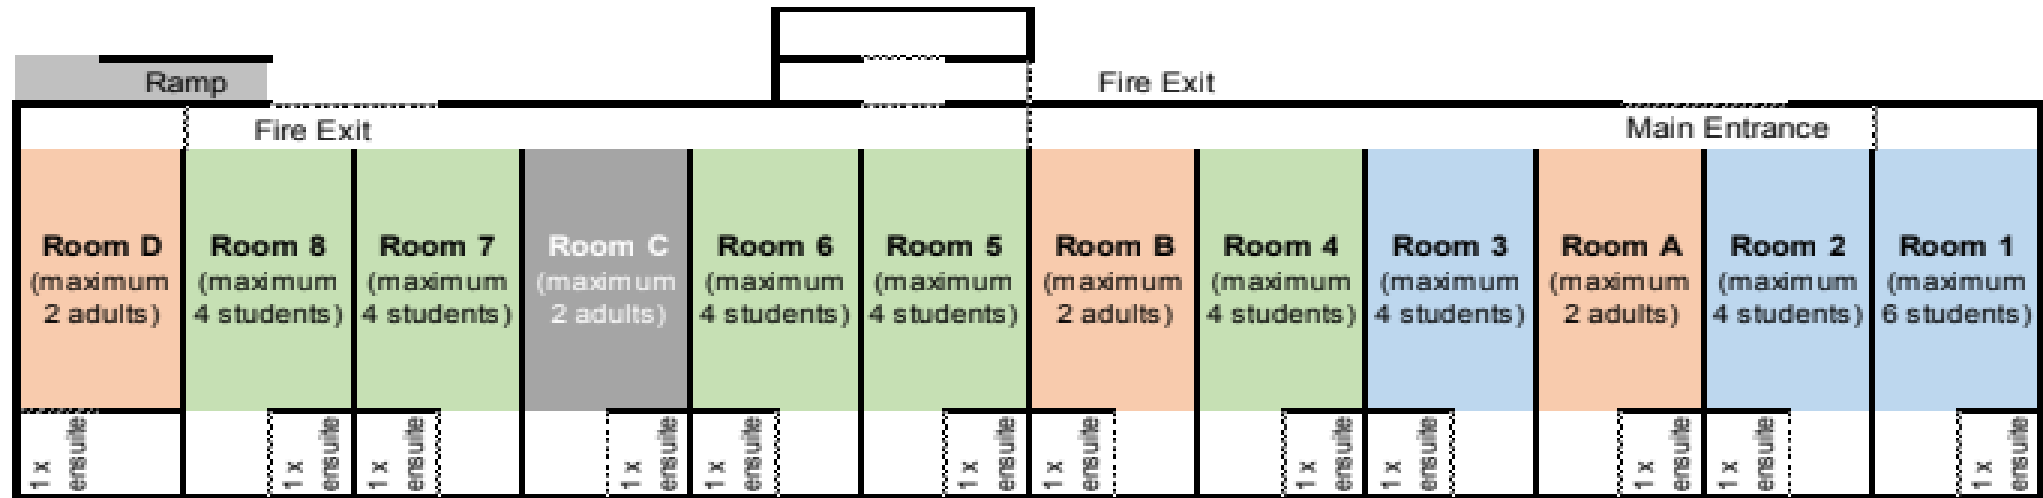 Ramp
Fire Exit
Fire Exit
Main Entrance
Room D
(maximum
2 adults)
Room 8
(maximum
4 students)
Room 7
(maximum
4 students)
Room C
(maximum
2 adults)
Room 6
(maximum
4 students)
Room 5
(maximum
4 students)
Room B
(maximum
2 adults)
Room 4
(maximum
4 students)
Room 3
(maximum
4 students)
Room A
(maximum
2 adults)
Room 2
(maximum
4 students)
Room 1
(maximum
6 students)
1 x
ensuite
1 x
ensuite
1 x
ensuite
1 x
ensuite
1 x
ensuite
1 x
ensuite
1 x
ensuite
1 x
ensuite
1 x
ensuite
1 x
ensuite
1 x
ensuite
1 x
ensuite